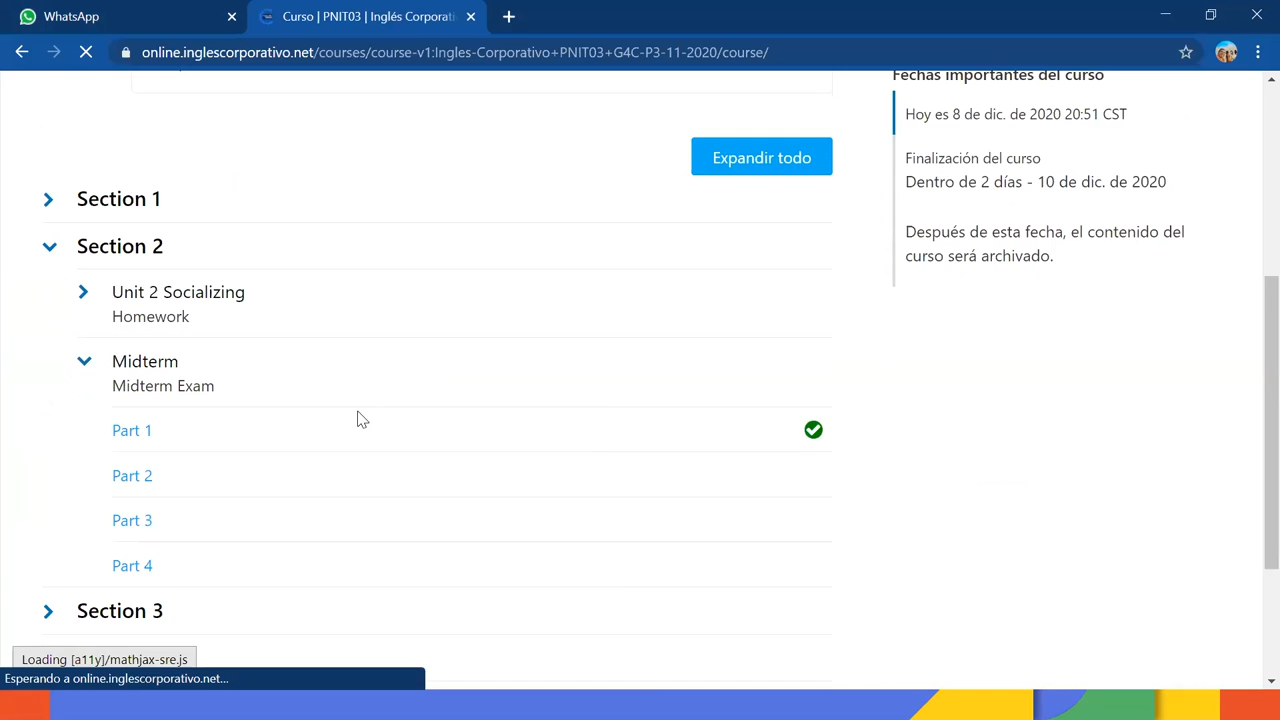 WhatsApp
Curso | PNIT03 | Inglés Corporati
online.inglescorporativo.net/courses/course-v1:Ingles-Corporativo+PNIT03+G4C-P3-11-2020/course/
Fechas importantes del curso
Hoy es 8 de dic. de 2020 20:51 CST
Expandir todo
Finalización del curso
Dentro de 2 días - 10 de dic. de 2020
Section 1
Después de esta fecha, el contenido del
curso será archivado.
Section 2
Unit 2 Socializing
Homework
Midterm
Midterm Exam
Part 1
Part 2
Part 3
Part 4
Section 3
Loading [a11y]/mathjax-sre.js
Esperando a online.inglescorporativo.net...